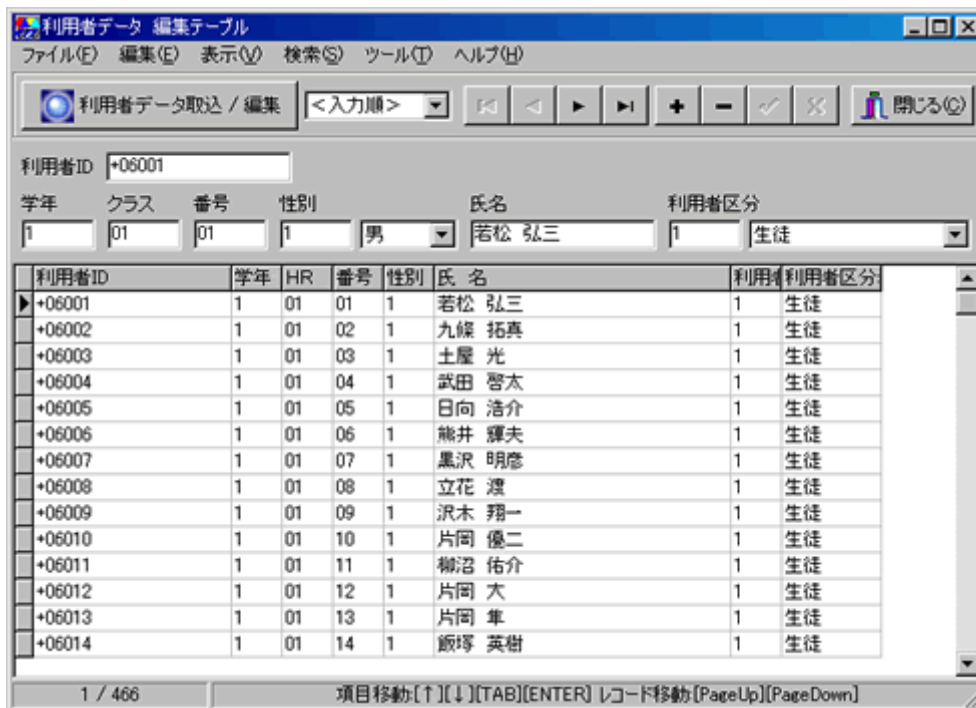 利用者データ 編集テーブル
ファイル(F) 編集(E) 表示(V) 検索(S) ツール(T) ヘルプ(H)
利用者データ取込 / 編集 <入力順> 閉じる(C)
利用者ID +06001
学年 クラス 番号 性別 氏名 利用者区分
1 01 01 1 男 若松 弘三 1 生徒
利用者ID 学年 HR 番号 性別 氏 名 利用者 利用者区分
+06001 1 01 01 1 若松 弘三 1 生徒
+06002 1 01 02 1 九條 拓真 1 生徒
+06003 1 01 03 1 土屋 光 1 生徒
+06004 1 01 04 1 武田 啓太 1 生徒
+06005 1 01 05 1 日向 浩介 1 生徒
+06006 1 01 06 1 熊井 輝夫 1 生徒
+06007 1 01 07 1 黒沢 明彦 1 生徒
+06008 1 01 08 1 立花 渡 1 生徒
+06009 1 01 09 1 沢木 翔一 1 生徒
+06010 1 01 10 1 片岡 優二 1 生徒
+06011 1 01 11 1 柳沼 佑介 1 生徒
+06012 1 01 12 1 片岡 大 1 生徒
+06013 1 01 13 1 片岡 隼 1 生徒
+06014 1 01 14 1 飯塚 英樹 1 生徒
1 / 466 項目移動:[↑][↓][TAB][ENTER] レコード移動:[PageUp][PageDown]